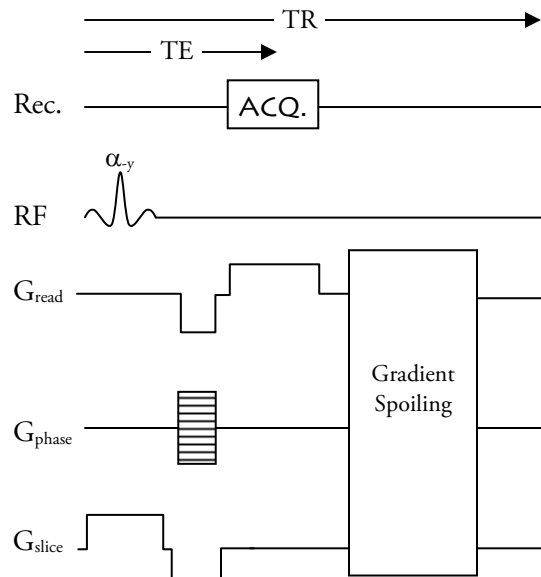 TR
TE
Rec.
ACQ.
α-y
RF
Gread
Gradient
Spoiling
Gphase
Gslice